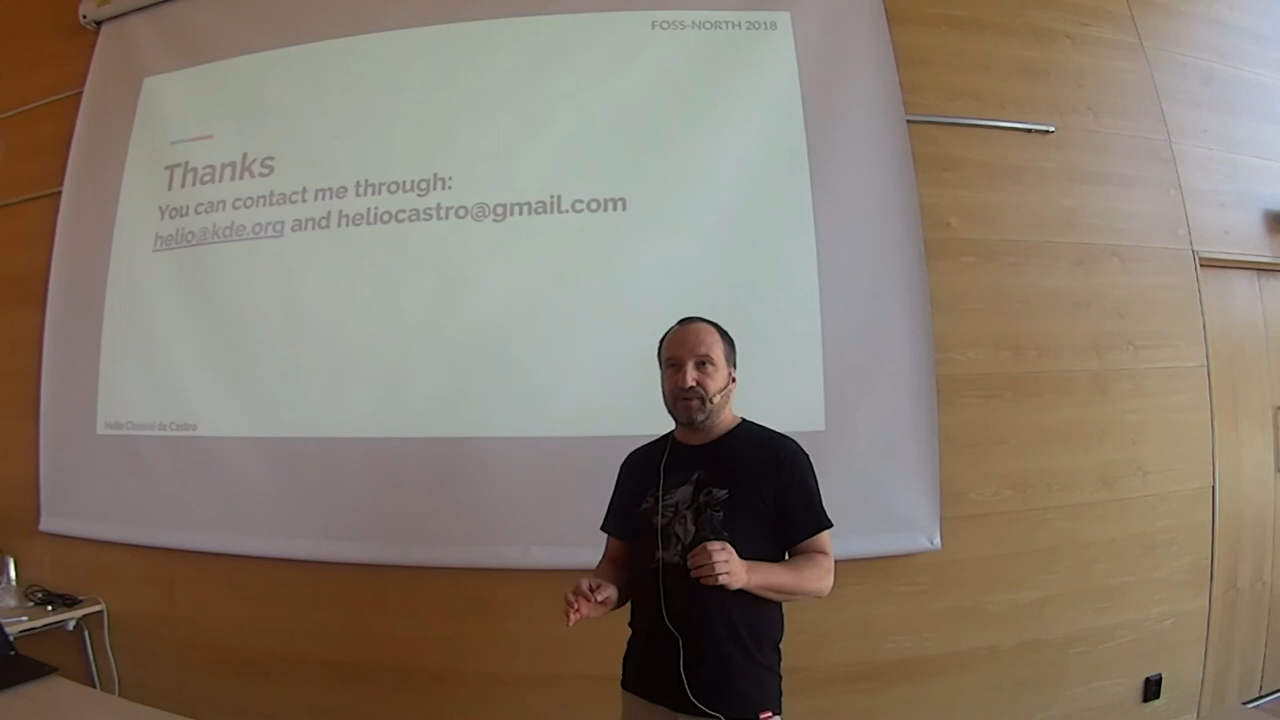 FOSS-NORTH 2018
Thanks
You can contact me through:
helio@kde.org and heliocastro@gmail.com
Helio Chissini de Castro